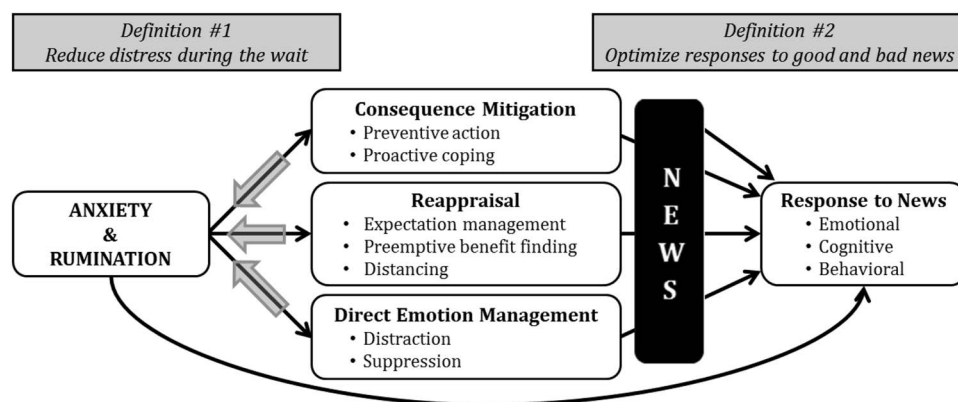 Definition #1
Reduce distress during the wait
Definition #2
Optimize responses to good and bad news
Consequence Mitigation
• Preventive action
• Proactive coping
ANXIETY
&
RUMINATION
Reappraisal
• Expectation management
• Preemptive benefit finding
• Distancing
Direct Emotion Management
• Distraction
• Suppression
NEWS
Response to News
• Emotional
• Cognitive
• Behavioral